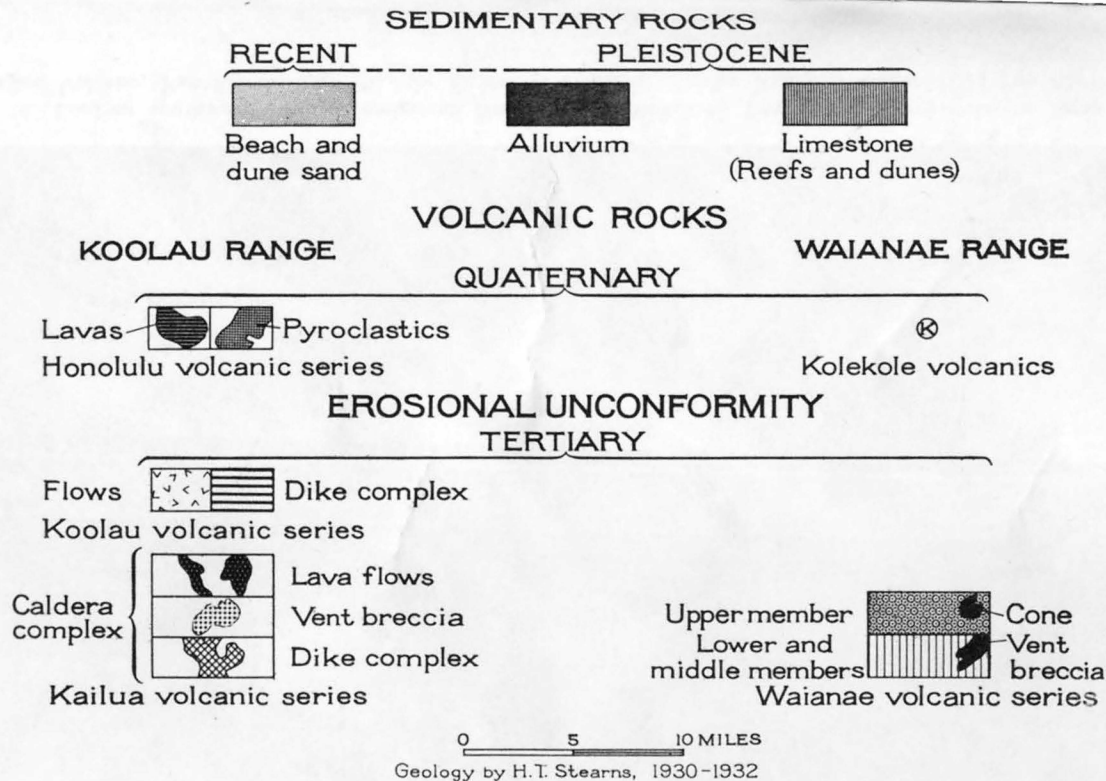 SEDIMENTARY ROCKS
RECENT PLEISTOCENE
Beach and
dune sand
Alluvium
Limestone
(Reefs and dunes)
VOLCANIC ROCKS
KOOLAU RANGE WAIANAE RANGE
QUATERNARY
Lavas Pyroclastics
Honolulu volcanic series
K
Kolekole volcanics
EROSIONAL UNCONFORMITY
TERTIARY
Flows Dike complex
Koolau volcanic series
Caldera
complex
Lava flows
Vent breccia
Dike complex
Kailua volcanic series
Upper member Cone
Lower and
middle members
Vent
breccia
Waianae volcanic series
0 5 10 MILES
Geology by H.T. Stearns, 1930-1932